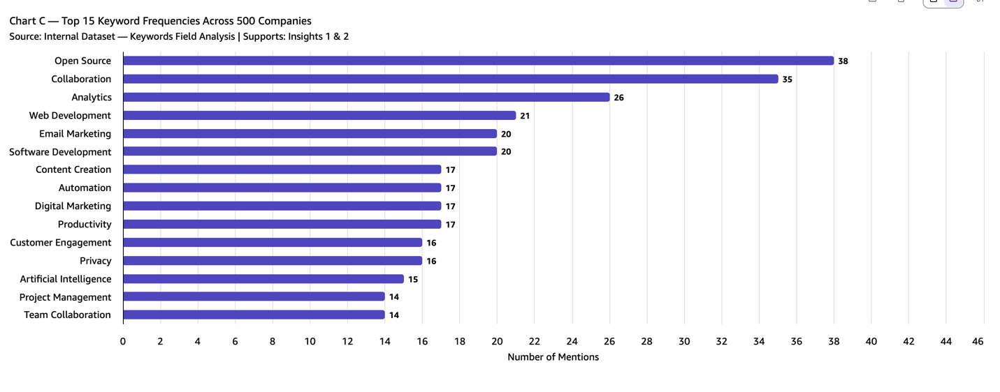 Chart C — Top 15 Keyword Frequencies Across 500 Companies
Source: Internal Dataset — Keywords Field Analysis | Supports: Insights 1 & 2
Open Source 38
Collaboration 35
Analytics 26
Web Development 21
Email Marketing 20
Software Development 20
Content Creation 17
Automation 17
Digital Marketing 17
Productivity 17
Customer Engagement 16
Privacy 16
Artificial Intelligence 15
Project Management 14
Team Collaboration 14
0 2 4 6 8 10 12 14 16 18 20 22 24 26 28 30 32 34 36 38 40 42 44 46
Number of Mentions